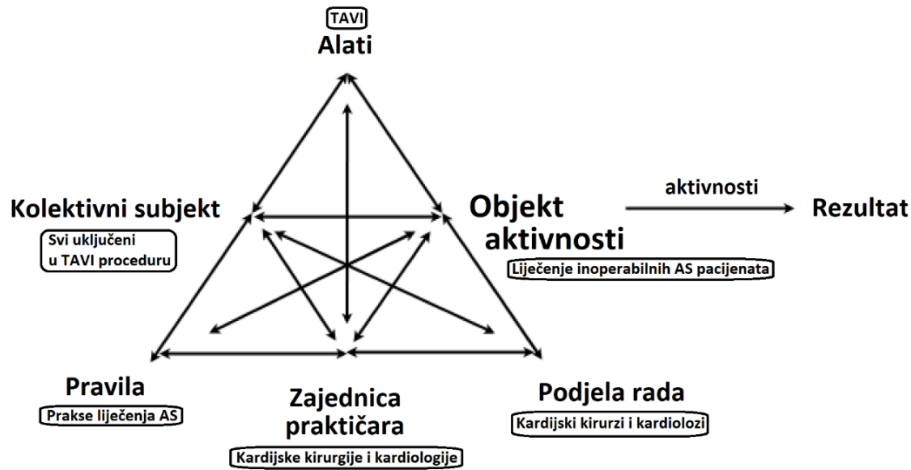 TAVI
Alati
Kolektivni subjekt
Svi uključeni
u TAVI proceduru
Objekt
aktivnosti
Liječenje inoperabilnih AS pacijenata
aktivnosti
Rezultat
Pravila
Prakse liječenja AS
Zajednica
praktičara
Kardijske kirurgije i kardiologije
Podjela rada
Kardijski kirurzi i kardiolozi